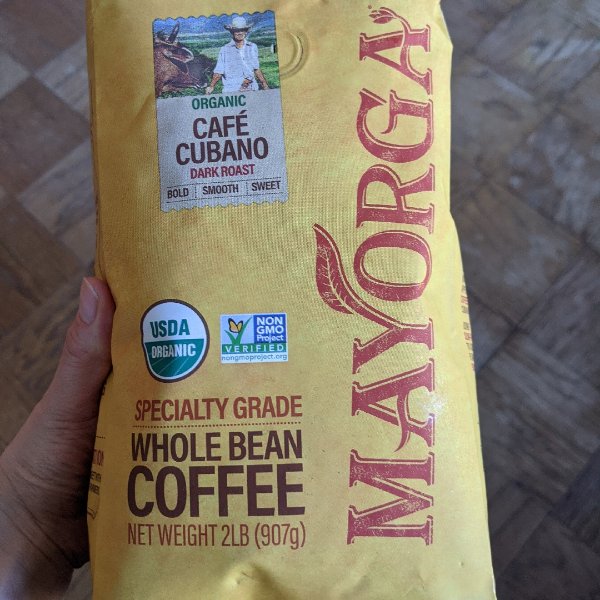 ORGANIC
CAFÉ
CUBANO
DARK ROAST
BOLD SMOOTH SWEET
MAYORGA
USDA
ORGANIC
NON
GMO
Project
VERIFIED
nongmoproject.org
SPECIALTY GRADE
WHOLE BEAN
COFFEE
NET WEIGHT 2LB (907g)